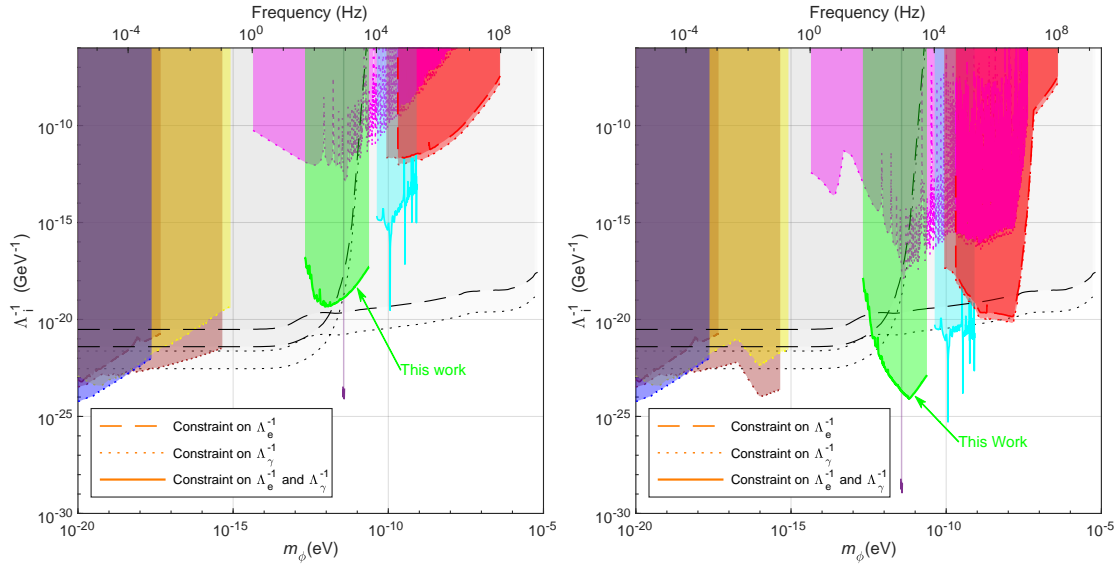 Frequency (Hz)
10^-4 10^0 10^4 10^8
10^-10
10^-15
10^-20
10^-25
10^-30
Λ_i^-1 (GeV^-1)
This work
Constraint on Λ_e^-1
Constraint on Λ_γ^-1
Constraint on Λ_e^-1 and Λ_γ^-1
10^-20 10^-15 10^-10 10^-5
m_ϕ(eV)
Frequency (Hz)
10^-4 10^0 10^4 10^8
10^-10
10^-15
10^-20
10^-25
10^-30
Λ_i^-1 (GeV^-1)
This Work
Constraint on Λ_e^-1
Constraint on Λ_γ^-1
Constraint on Λ_e^-1 and Λ_γ^-1
10^-20 10^-15 10^-10 10^-5
m_ϕ(eV)